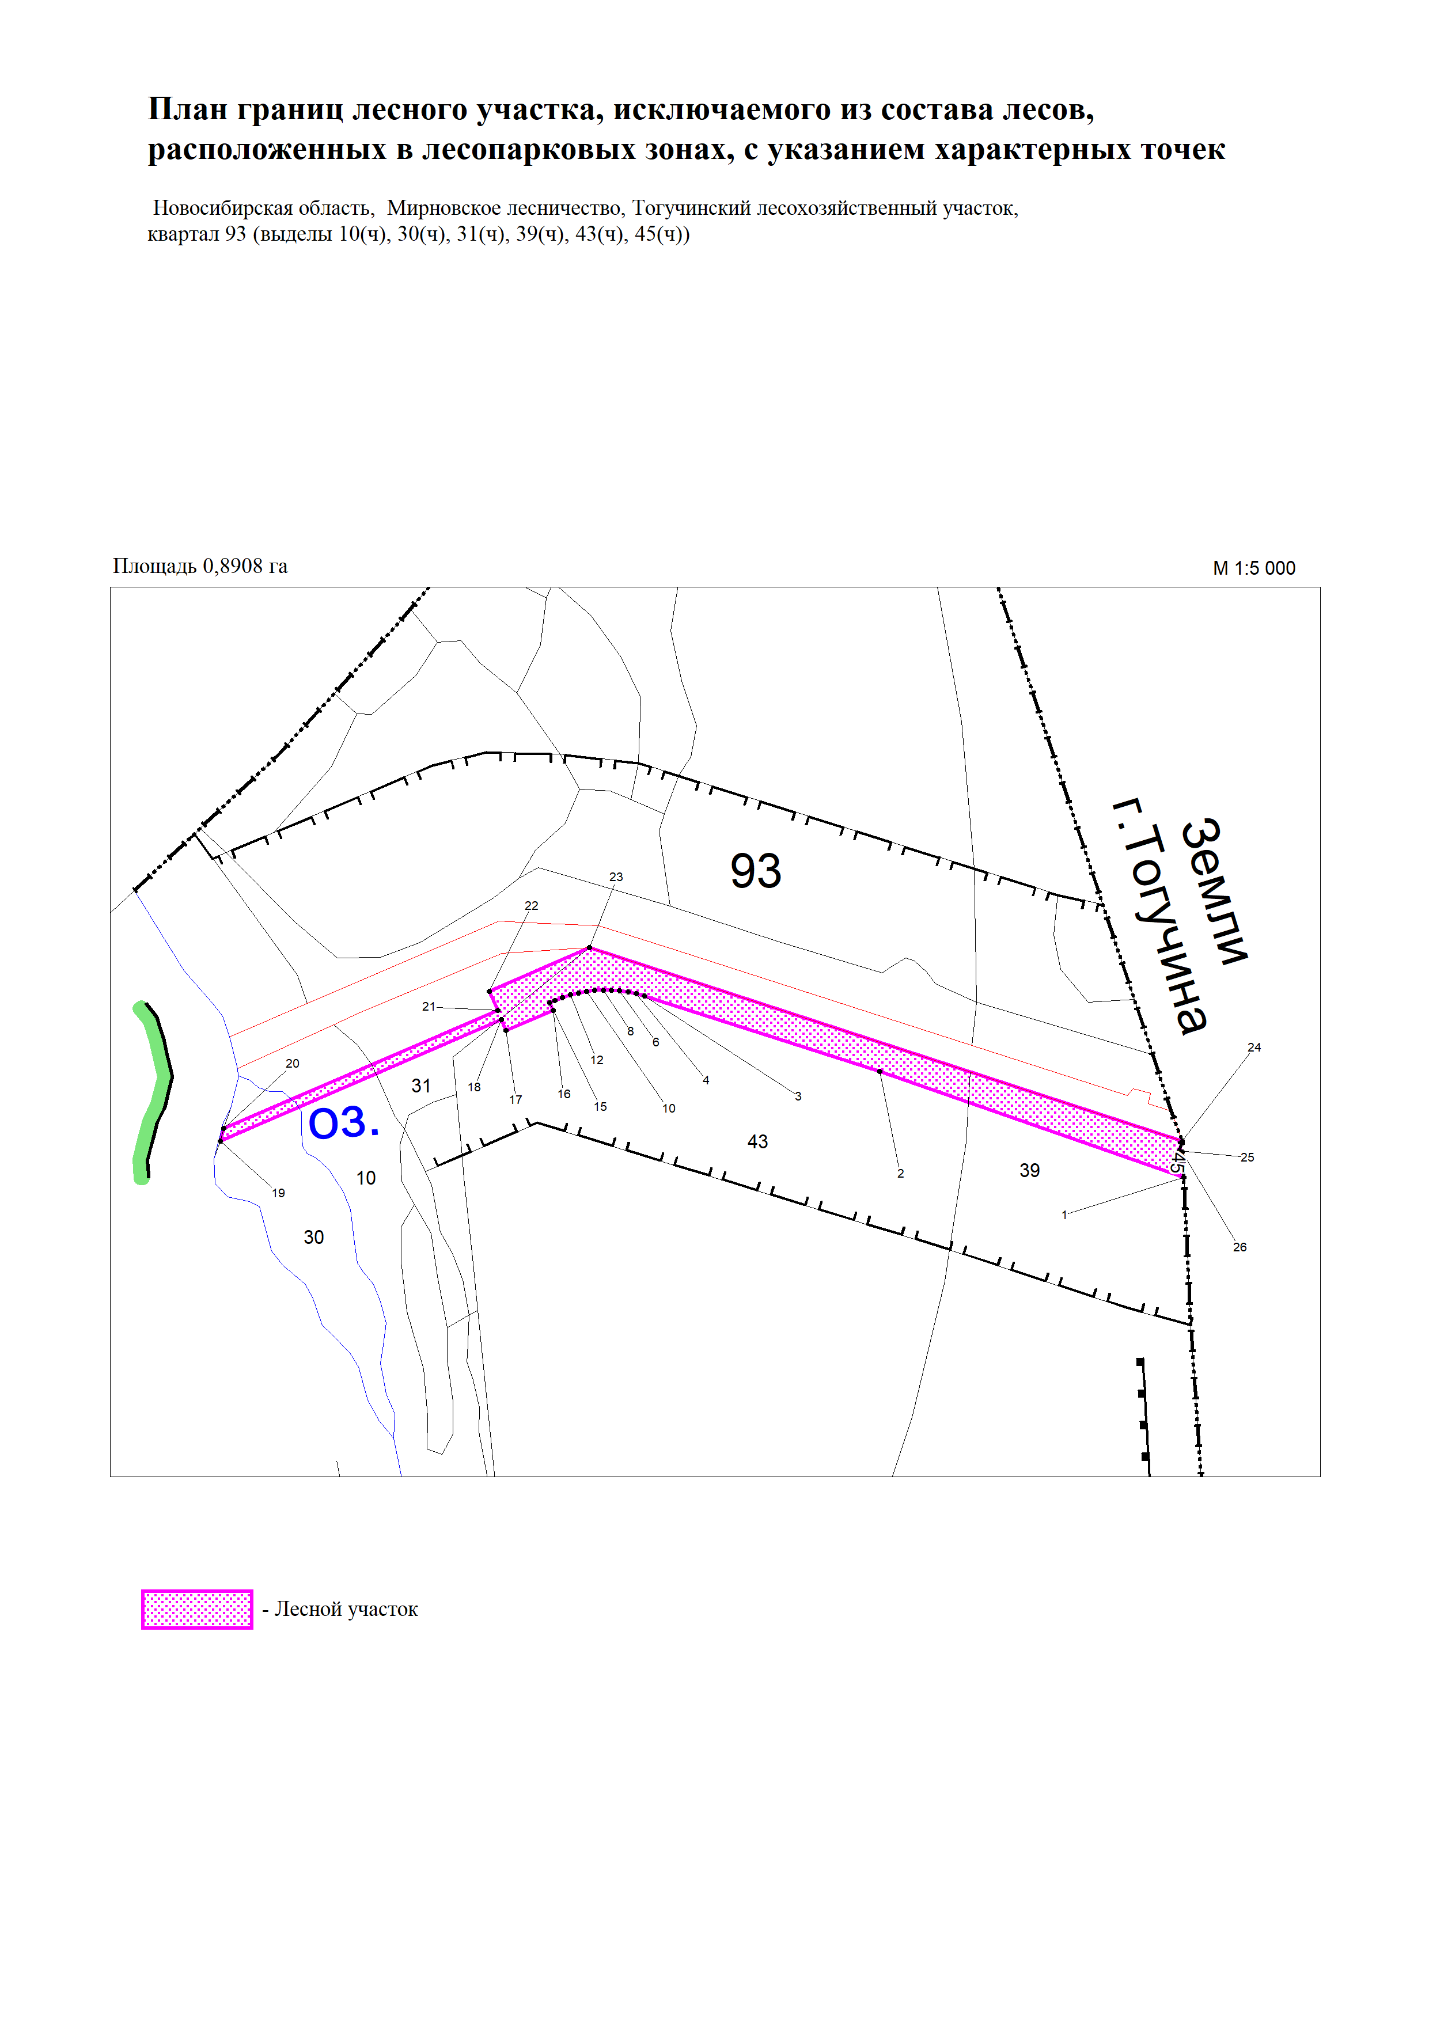 План границ лесного участка, исключаемого из состава лесов,
расположенных в лесопарковых зонах, с указанием характерных точек
Новосибирская область, Мирновское лесничество, Тогучинский лесохозяйственный участок,
квартал 93 (выделы 10(ч), 30(ч), 31(ч), 39(ч), 43(ч), 45(ч))
Площадь 0,8908 га
М 1:5 000
Земли
г.Тогучина
93
23
22
21
20
31
18
17
16
15
12
10
8
6
4
3
24
25
45
оз.
43
39
2
1
26
19
10
30
- Лесной участок